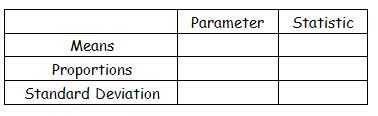 Parameter Statistic
Means
Proportions
Standard Deviation